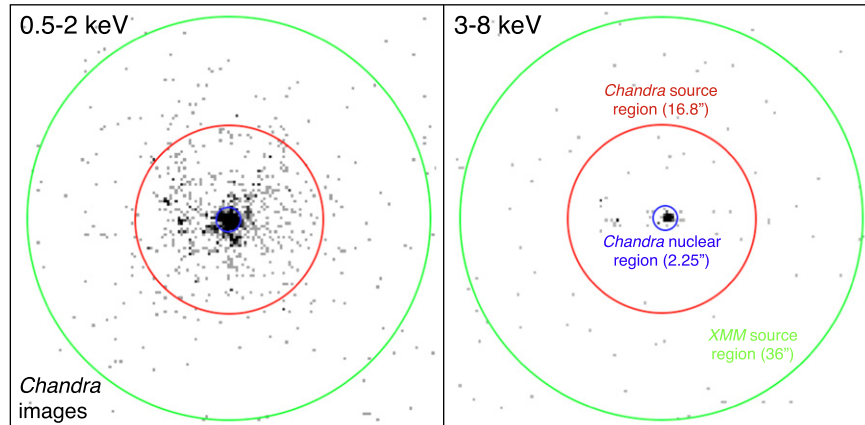 0.5-2 keV
Chandra
images
3-8 keV
Chandra source
region (16.8”)
Chandra nuclear
region (2.25”)
XMM source
region (36”)